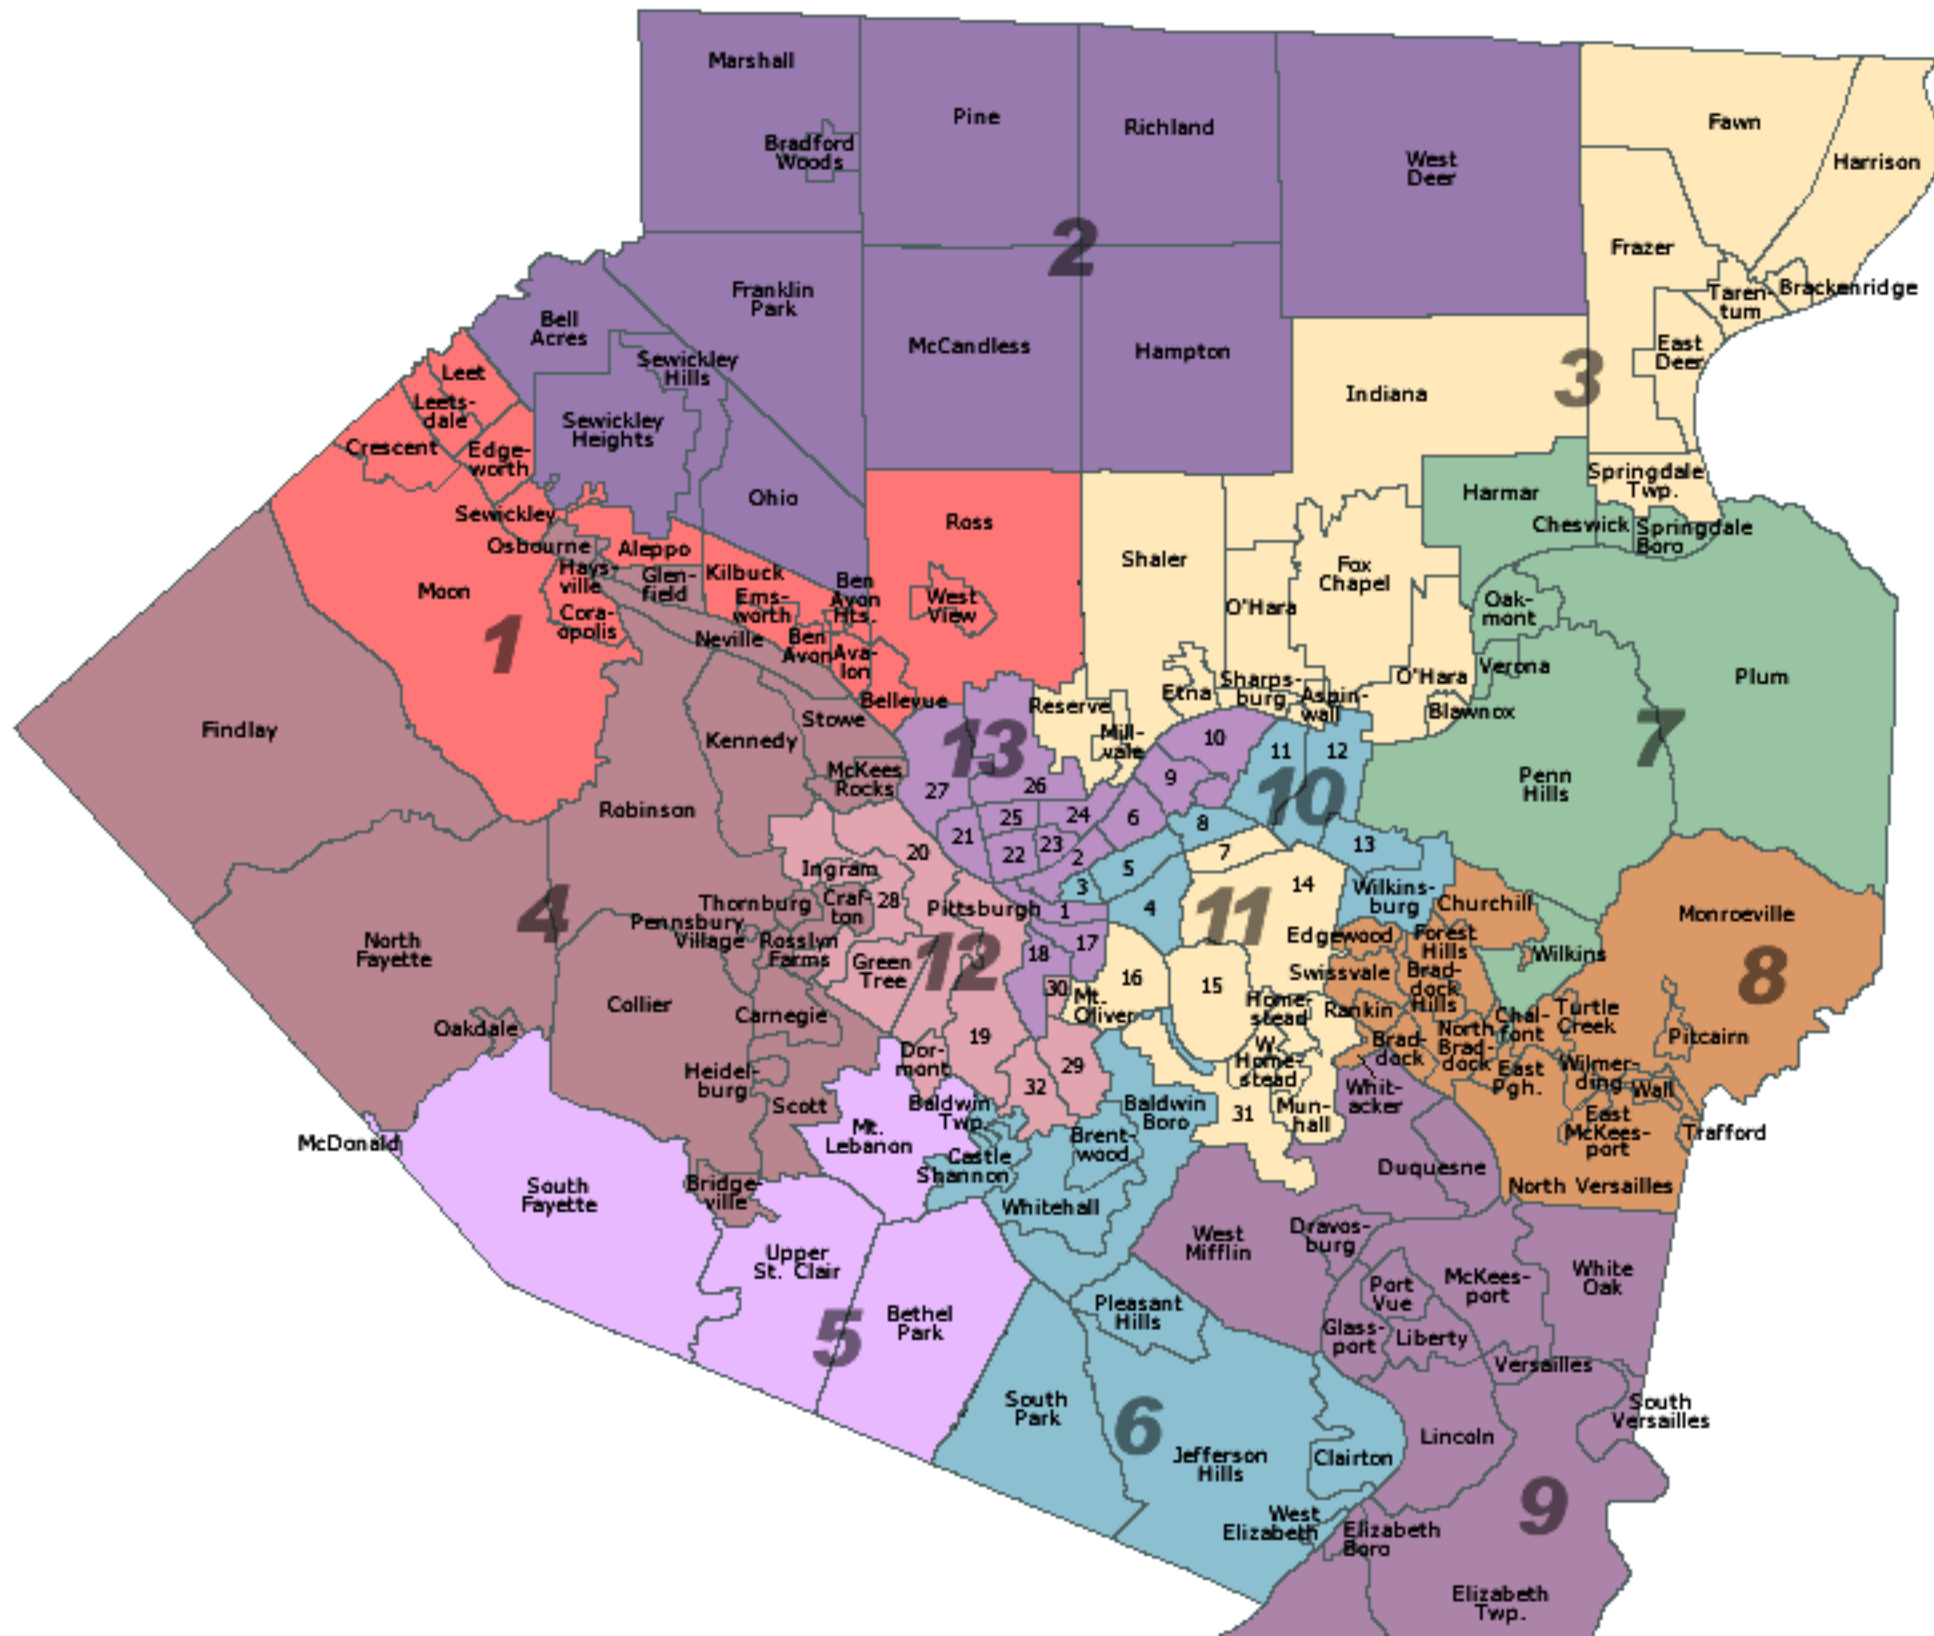 Marshall
Bradford
Woods
Pine
Richland
West
Deer
Fawn
Harrison
Frazer
2
Taren-
tum
Brackenridge
Franklin
Park
Bell
Acres
McCandless
Hampton
Indiana
3
East
Deer
Sewickley
Hills
Sewickley
Heights
Leet
Leets-
dale
Crescent
Edge-
worth
Ohio
Ross
West
View
Harmar
Springdale
Twp.
Cheswick
Springdale
Boro
Sewickley
Osbourne
Aleppo
Hays-
ville
Glen-
field
Kilbuck
Ems-
worth
Ben
Avon
Hts.
Moon
1
Cora-
opolis
Neville
Ben
Avon
Ava-
lon
Bellevue
Shaler
O'Hara
Fox
Chapel
Oak-
mont
Verona
Plum
Etna
Sharps-
burg
Aspin-
wall
O'Hara
Blawnox
Reserve
Mill-
vale
Findlay
Stowe
Kennedy
McKees
Rocks
Robinson
13
10
11
12
10
9
7
Penn
Hills
27
26
25
24
6
21
22
23
2
8
7
13
5
3
4
1
20
Ingram
Craf-
ton
28
Thornburg
Pennsbury
Village
Rosslyn
Farms
Pittsburgh
14
11
Wilkins-
burg
Churchill
Monroeville
4
North
Fayette
Collier
Oakdale
Carnegie
Green
Tree
12
18
17
30
16
15
Mt.
Oliver
Edgewood
Forest
Hills
Wilkins
Swissvale
Brad-
dock
Hills
8
Home-
stead
Rankin
Chal-
font
Turtle
Creek
Pitcairn
North
Brad-
dock
Brad-
dock
East
Pgh.
Wilmer-
ding
Wall
W.
Home-
stead
19
29
32
Dor-
mont
Heidel-
burg
Scott
Baldwin
Twp.
Mt.
Lebanon
Baldwin
Boro
31
Mun-
hall
Whit-
acker
East
McKees-
port
Trafford
McDonald
Brent-
wood
Castle
Shannon
Whitehall
Duquesne
North Versailles
Bridge-
ville
South
Fayette
Upper
St. Clair
5
Bethel
Park
West
Mifflin
Dravos-
burg
Port
Vue
McKees-
port
White
Oak
Pleasant
Hills
Glass-
port
Liberty
Versailles
South
Versailles
South
Park
6
Jefferson
Hills
Clairton
Lincoln
9
West
Elizabeth
Elizabeth
Boro
Elizabeth
Twp.